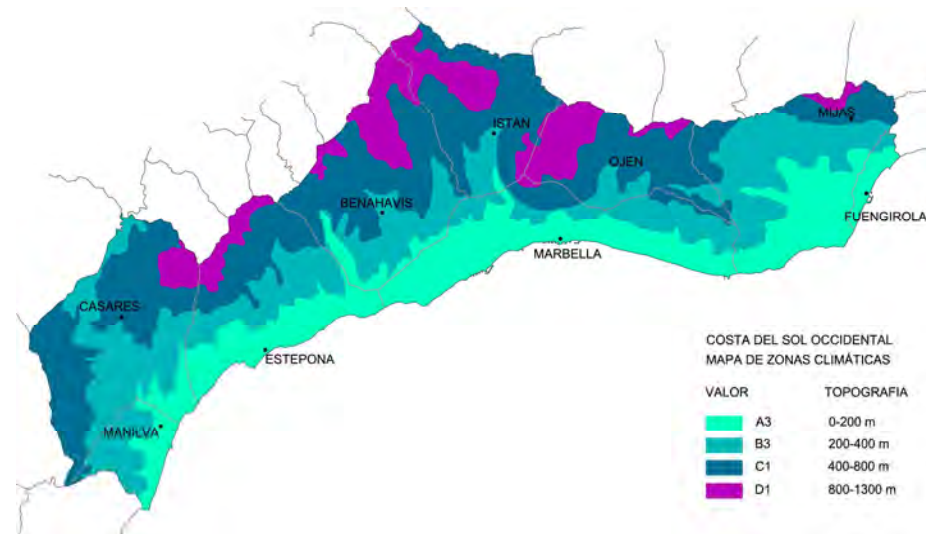 ISTÁN
MIJAS
OJEN
BENAHAVIS
FUENGIROLA
MARBELLA
CASARES
ESTEPONA
MANILVA
COSTA DEL SOL OCCIDENTAL
MAPA DE ZONAS CLIMÁTICAS
VALOR TOPOGRAFIA
A3 0-200 m
B3 200-400 m
C1 400-800 m
D1 800-1300 m